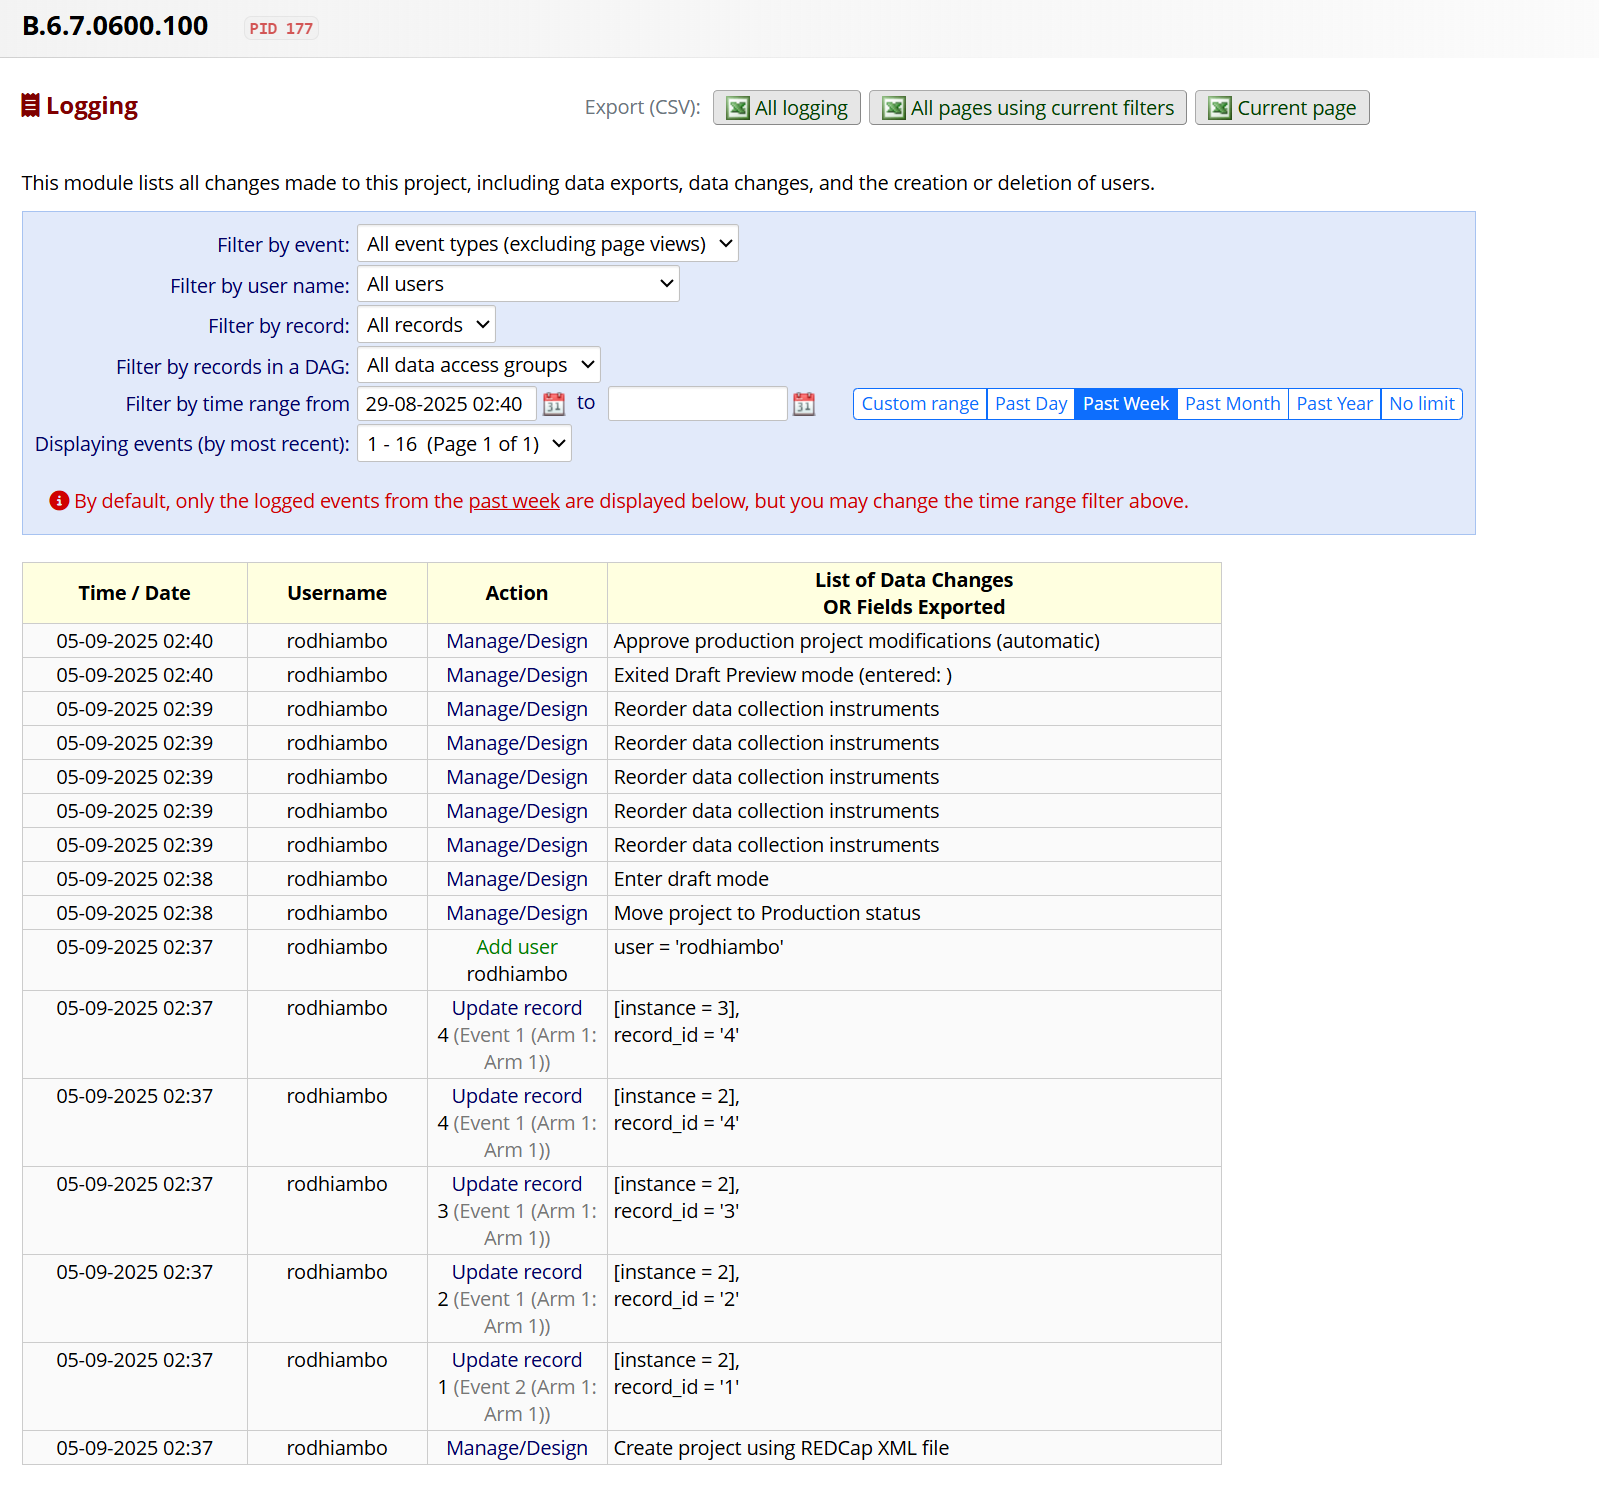 B.6.7.0600.100 PID 177
Logging Export (CSV): All logging All pages using current filters Current page
This module lists all changes made to this project, including data exports, data changes, and the creation or deletion of users.
Filter by event: All event types (excluding page views)
Filter by user name: All users
Filter by record: All records
Filter by records in a DAG: All data access groups
Filter by time range from 29-08-2025 02:40 31 to 31 Custom range Past Day Past Week Past Month Past Year No limit
Displaying events (by most recent): 1 - 16 (Page 1 of 1)
By default, only the logged events from the past week are displayed below, but you may change the time range filter above.
Time / Date Username Action List of Data Changes
OR Fields Exported
05-09-2025 02:40 rodhiambo Manage/Design Approve production project modifications (automatic)
05-09-2025 02:40 rodhiambo Manage/Design Exited Draft Preview mode (entered: )
05-09-2025 02:39 rodhiambo Manage/Design Reorder data collection instruments
05-09-2025 02:39 rodhiambo Manage/Design Reorder data collection instruments
05-09-2025 02:39 rodhiambo Manage/Design Reorder data collection instruments
05-09-2025 02:39 rodhiambo Manage/Design Reorder data collection instruments
05-09-2025 02:39 rodhiambo Manage/Design Reorder data collection instruments
05-09-2025 02:38 rodhiambo Manage/Design Enter draft mode
05-09-2025 02:38 rodhiambo Manage/Design Move project to Production status
05-09-2025 02:37 rodhiambo Add user user = 'rodhiambo'
rodhiambo
05-09-2025 02:37 rodhiambo Update record [instance = 3],
4 (Event 1 (Arm 1: record_id = '4'
Arm 1))
05-09-2025 02:37 rodhiambo Update record [instance = 2],
4 (Event 1 (Arm 1: record_id = '4'
Arm 1))
05-09-2025 02:37 rodhiambo Update record [instance = 2],
3 (Event 1 (Arm 1: record_id = '3'
Arm 1))
05-09-2025 02:37 rodhiambo Update record [instance = 2],
2 (Event 1 (Arm 1: record_id = '2'
Arm 1))
05-09-2025 02:37 rodhiambo Update record [instance = 2],
1 (Event 2 (Arm 1: record_id = '1'
Arm 1))
05-09-2025 02:37 rodhiambo Manage/Design Create project using REDCap XML file